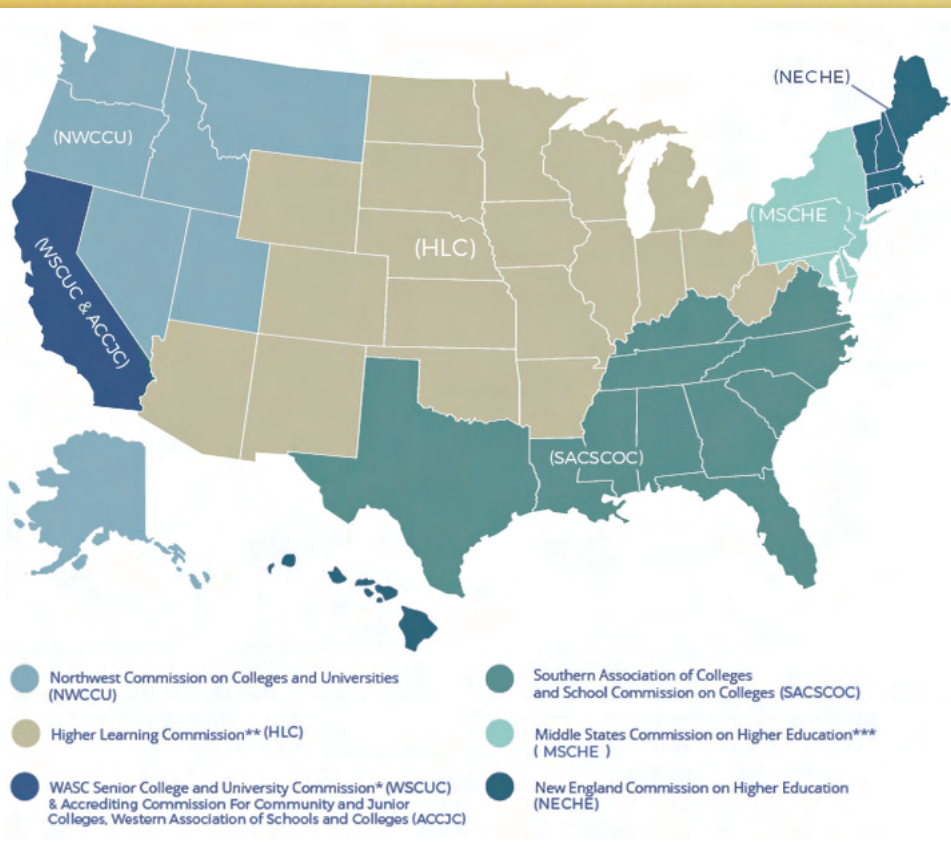 (NECHE)
(NWCCU)
( MSCHE )
(HLC)
(WSCUC & ACCJC)
(SACSCOC)
Northwest Commission on Colleges and Universities
(NWCCU)
Higher Learning Commission** (HLC)
WASC Senior College and University Commission* (WSCUC)
& Accrediting Commission For Community and Junior
Colleges, Western Association of Schools and Colleges (ACCJC)
Southern Association of Colleges
and School Commission on Colleges (SACSCOC)
Middle States Commission on Higher Education***
( MSCHE )
New England Commission on Higher Education
(NECHE)